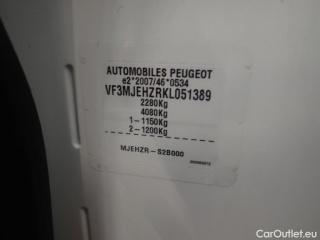 AUTOMOBILES PEUGEOT
e2*2007/46*0534
VF3MJEHZRKL051389
2280Kg
4080Kg
1-1150Kg
2-1200Kg
MJEHZR-S2B000
CarOutlet.eu